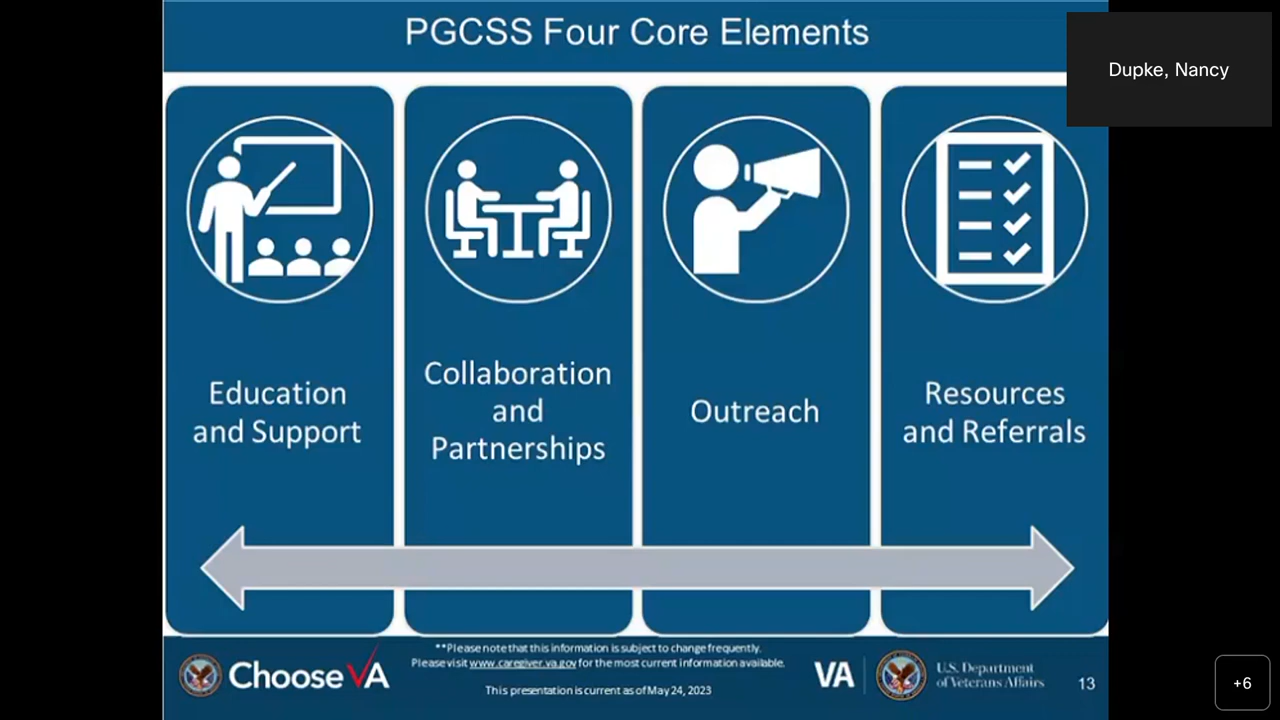 PGCSS Four Core Elements
Dupke, Nancy
Education
and Support
Collaboration
and
Partnerships
Outreach
Resources
and Referrals
**Please note that this information is subject to change frequently.
Please visit www.caregiver.va.gov for the most current information available.
This presentation is current as of May 24, 2023
Choose VA
VA
U.S. Department
of Veterans Affairs
13
+6